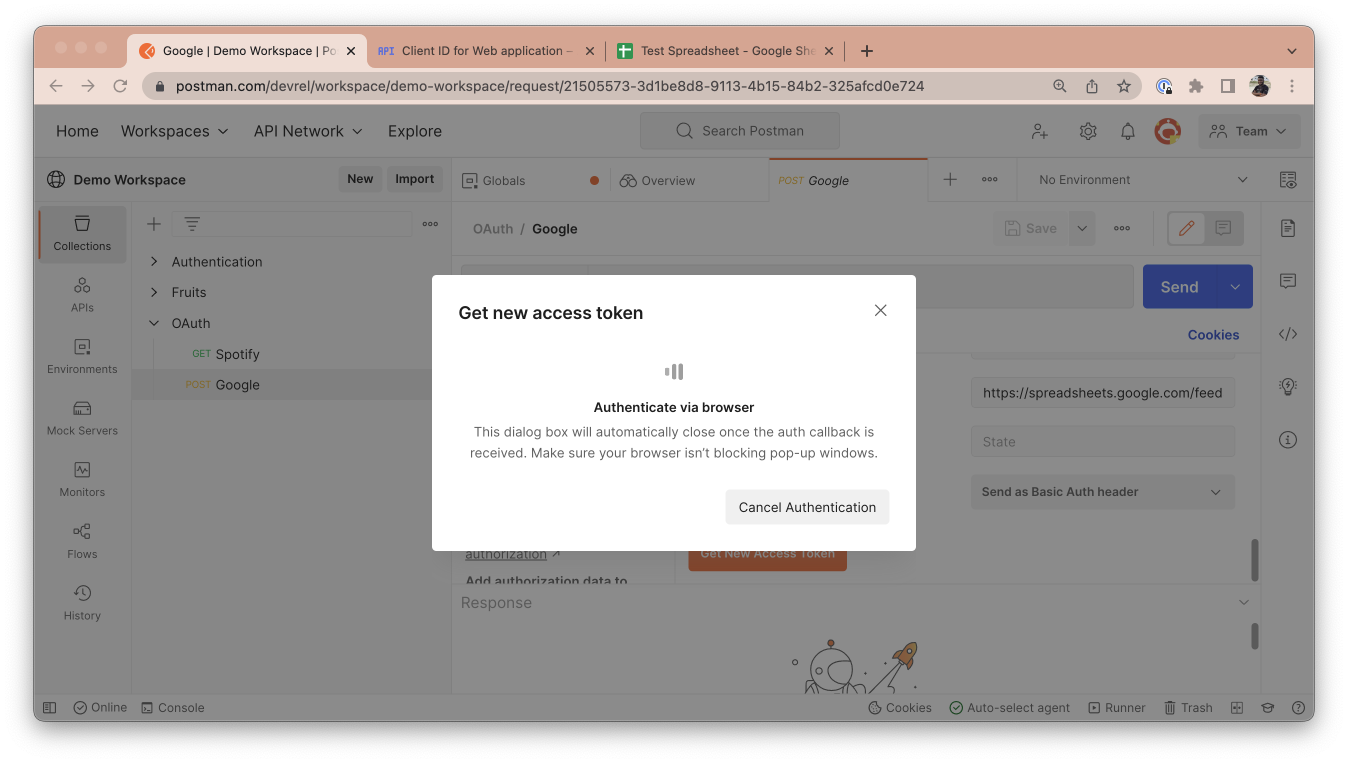 Google | Demo Workspace | Po
API Client ID for Web application –
Test Spreadsheet - Google She
postman.com/devrel/workspace/demo-workspace/request/21505573-3d1be8d8-9113-4b15-84b2-325afcd0e724
Home Workspaces API Network Explore
Search Postman
Team
Demo Workspace
New Import
Globals
Overview
POST Google
No Environment
Collections
APIs
Environments
Mock Servers
Monitors
Flows
History
Authentication
Fruits
OAuth
GET Spotify
POST Google
OAuth / Google
Save
Send
Cookies
https://spreadsheets.google.com/feed
State
Send as Basic Auth header
Get new access token
Authenticate via browser
This dialog box will automatically close once the auth callback is
received. Make sure your browser isn’t blocking pop-up windows.
Cancel Authentication
authorization ↗
Get New Access Token
Add authorization data to
Response
Online Console
Cookies Auto-select agent Runner Trash